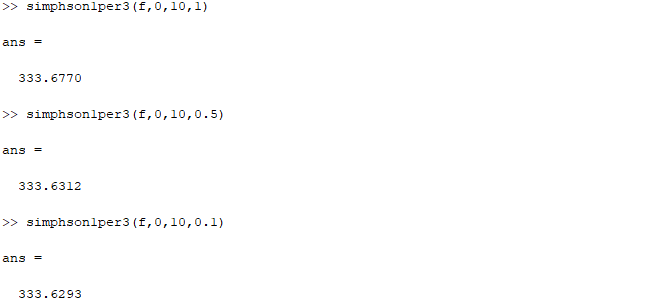 >> simphson1per3(f,0,10,1)
ans =
333.6770
>> simphson1per3(f,0,10,0.5)
ans =
333.6312
>> simphson1per3(f,0,10,0.1)
ans =
333.6293